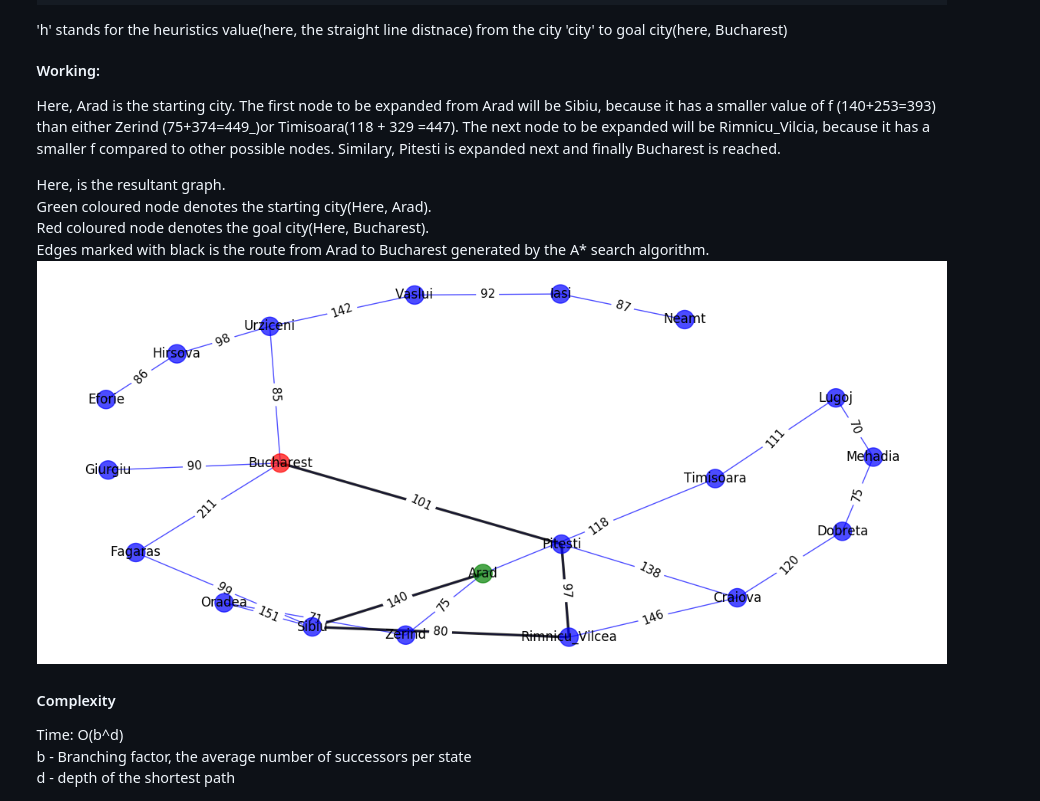 'h' stands for the heuristics value(here, the straight line distnace) from the city 'city' to goal city(here, Bucharest)
Working:
Here, Arad is the starting city. The first node to be expanded from Arad will be Sibiu, because it has a smaller value of f (140+253=393)
than either Zerind (75+374=449_)or Timisoara(118 + 329 =447). The next node to be expanded will be Rimnicu_Vilcia, because it has a
smaller f compared to other possible nodes. Similary, Pitesti is expanded next and finally Bucharest is reached.
Here, is the resultant graph.
Green coloured node denotes the starting city(Here, Arad).
Red coloured node denotes the goal city(Here, Bucharest).
Edges marked with black is the route from Arad to Bucharest generated by the A* search algorithm.
Vaslui
92
Iasi
87
Neamt
142
Urziceni
98
Hirsova
86
Eforie
85
Lugoj
70
111
Mehadia
Bucharest
90
Giurgiu
Timisoara
75
101
211
118
Dobreta
Pitesti
Fagaras
120
138
Arad
97
99
140
75
Craiova
Oradea
151
71
146
Sibiu
Zerind
80
Rimnicu_Vilcea
Complexity
Time: O(b^d)
b - Branching factor, the average number of successors per state
d - depth of the shortest path